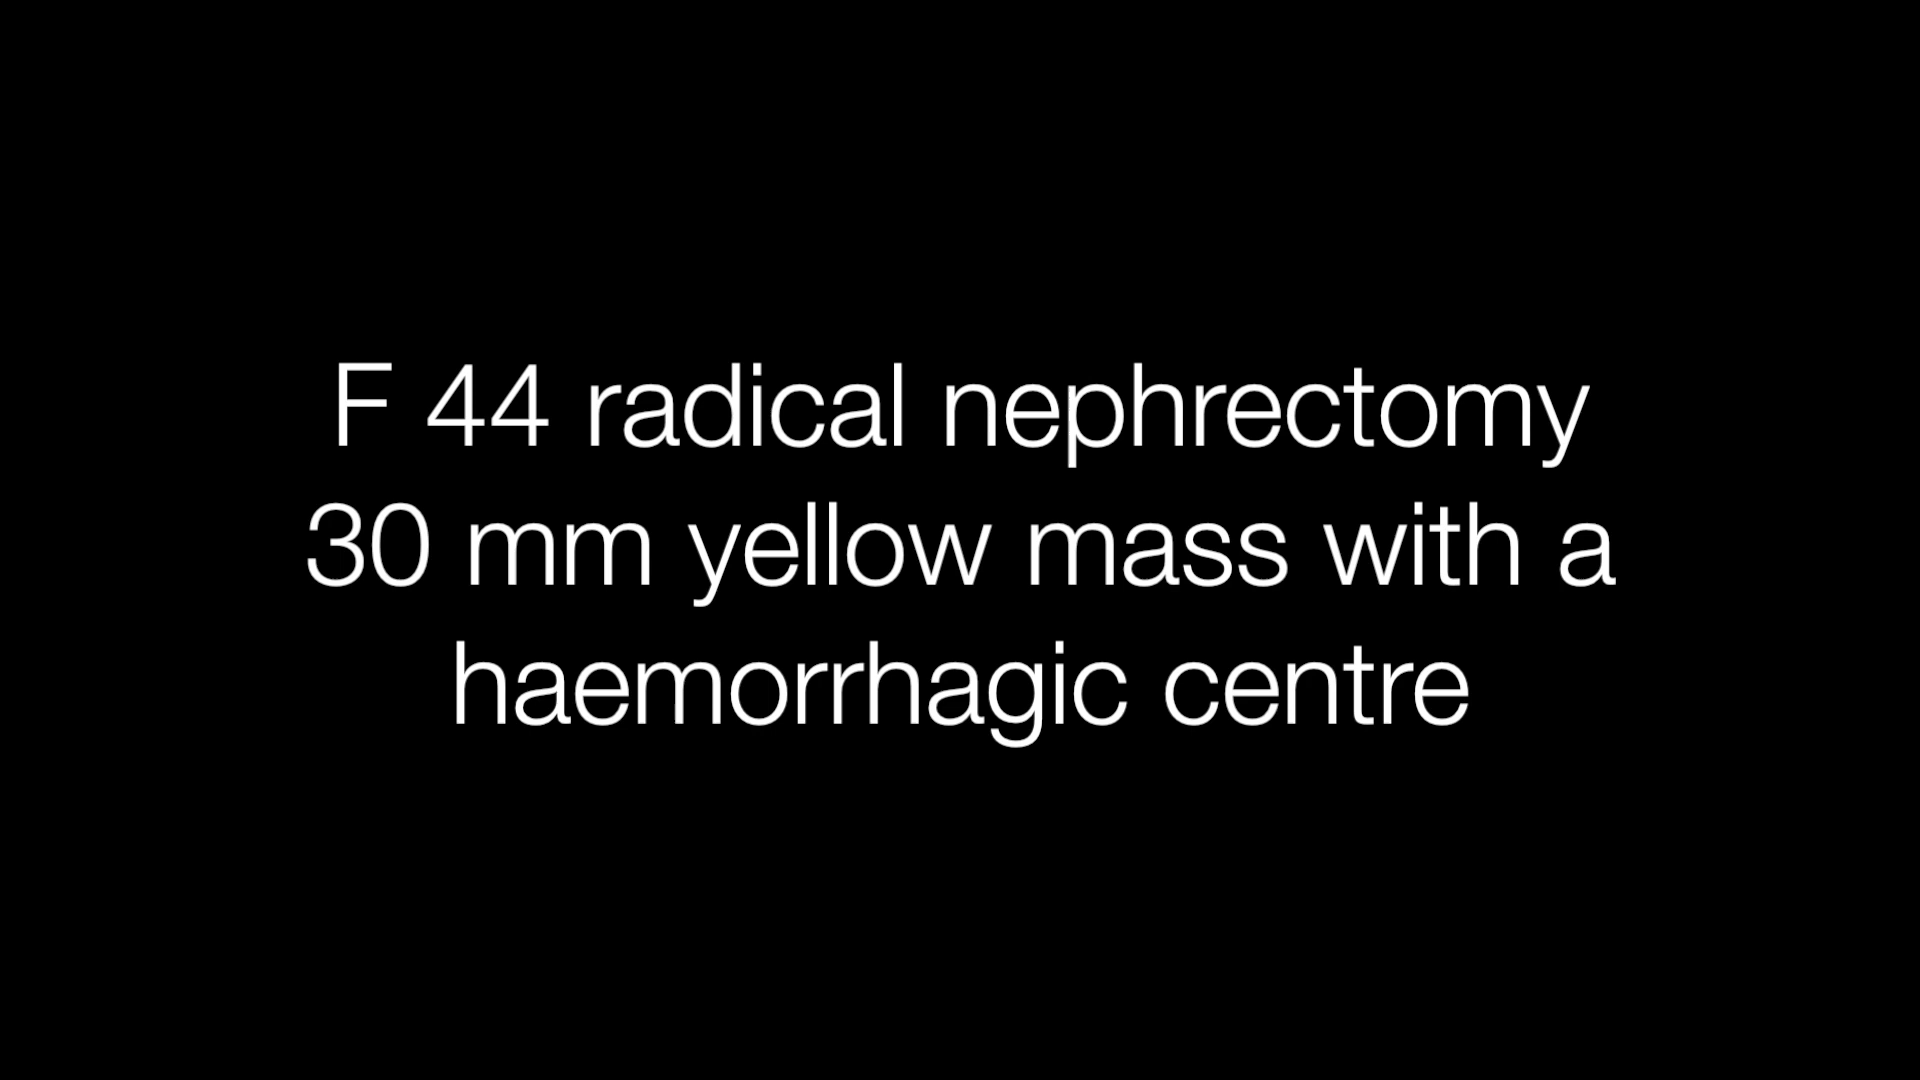 F 44 radical nephrectomy
30 mm yellow mass with a
haemorrhagic centre